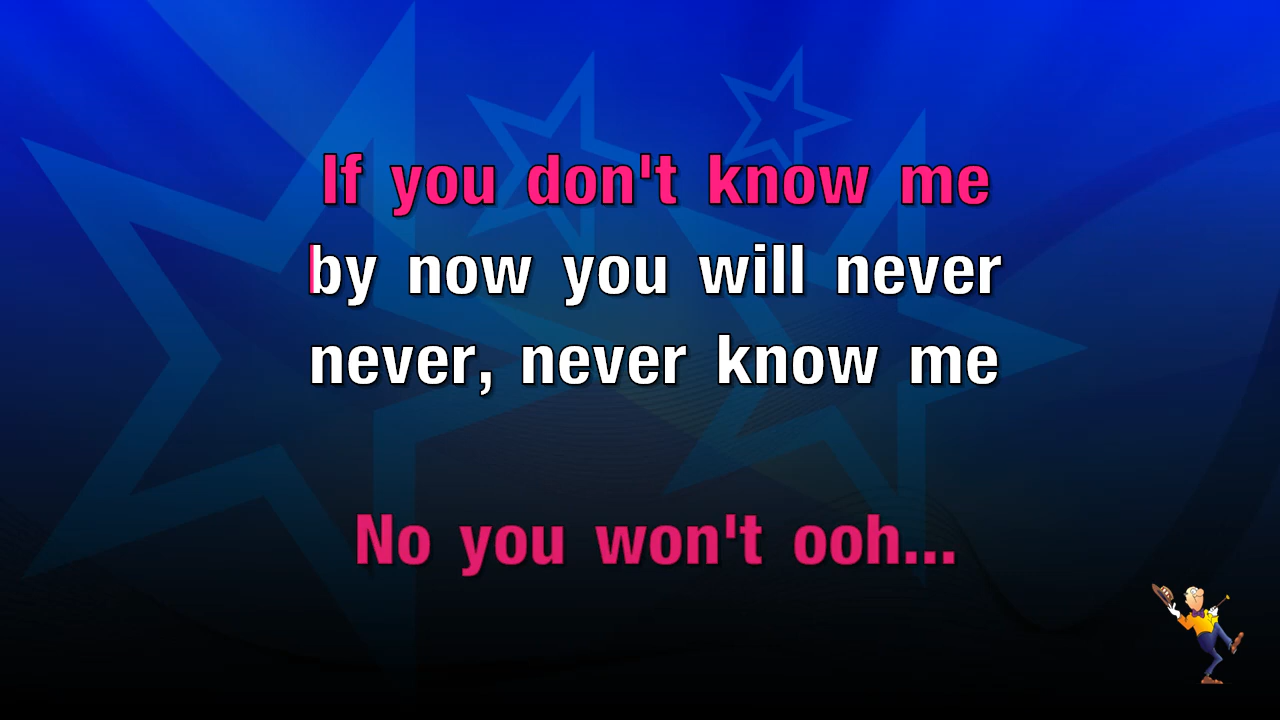 If you don't know me
by now you will never
never, never know me
No you won't ooh...